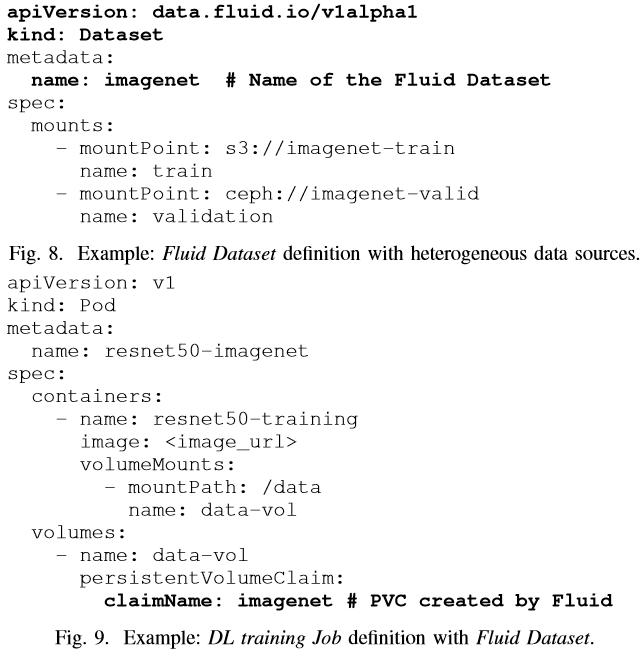 apiVersion: data.fluid.io/v1alpha1
kind: Dataset
metadata:
  name: imagenet  # Name of the Fluid Dataset
spec:
  mounts:
    - mountPoint: s3://imagenet-train
      name: train
    - mountPoint: ceph://imagenet-valid
      name: validation
Fig. 8. Example: Fluid Dataset definition with heterogeneous data sources.
apiVersion: v1
kind: Pod
metadata:
  name: resnet50-imagenet
spec:
  containers:
    - name: resnet50-training
      image: <image_url>
      volumeMounts:
        - mountPath: /data
          name: data-vol
  volumes:
    - name: data-vol
      persistentVolumeClaim:
        claimName: imagenet # PVC created by Fluid
Fig. 9. Example: DL training Job definition with Fluid Dataset.